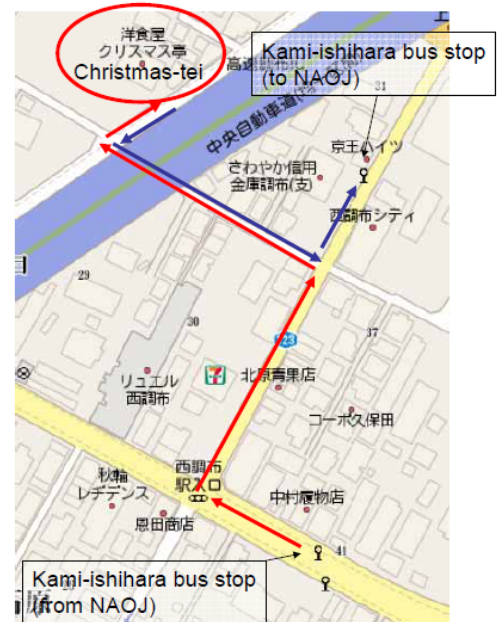 洋食屋
クリスマス亭
Christmas-tei
高速
上
Kami-ishihara bus stop
(to NAOJ)
31
中央自動車道
京王ハイツ
さわやか信用
金庫調布(支)
西調布シティ
目
29
30
23
37
リュエル
西調布
7
北原青果店
コーポ久保田
西調布
駅入口
秋輪
レヂデンス
中村履物店
恩田商店
41
Kami-ishihara bus stop
(from NAOJ)